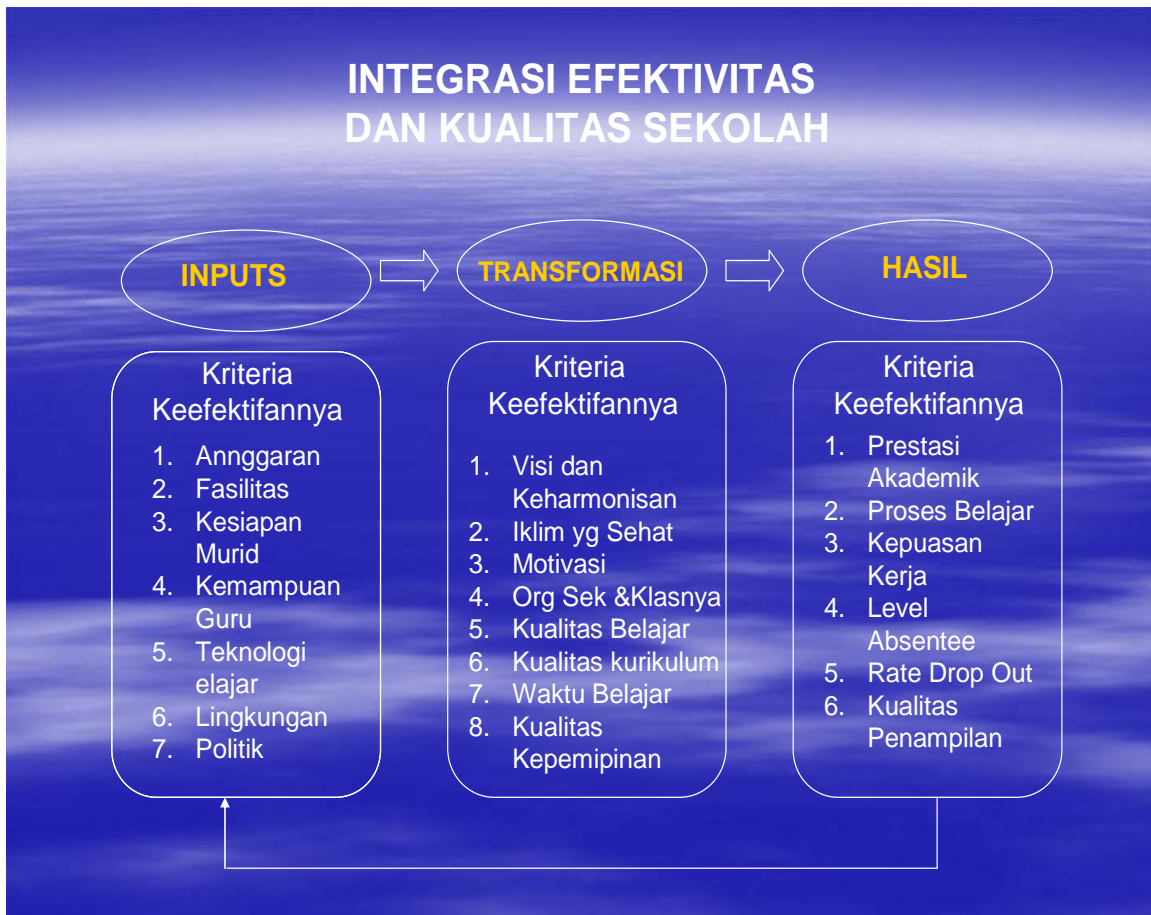 INTEGRASI EFEKTIVITAS
DAN KUALITAS SEKOLAH
INPUTS
TRANSFORMASI
HASIL
Kriteria
Keefektifannya
1. Annggaran
2. Fasilitas
3. Kesiapan
Murid
4. Kemampuan
Guru
5. Teknologi
elajar
6. Lingkungan
7. Politik
Kriteria
Keefektifannya
1. Visi dan
Keharmonisan
2. Iklim yg Sehat
3. Motivasi
4. Org Sek &Klasnya
5. Kualitas Belajar
6. Kualitas kurikulum
7. Waktu Belajar
8. Kualitas
Kepemipinan
Kriteria
Keefektifannya
1. Prestasi
Akademik
2. Proses Belajar
3. Kepuasan
Kerja
4. Level
Absentee
5. Rate Drop Out
6. Kualitas
Penampilan